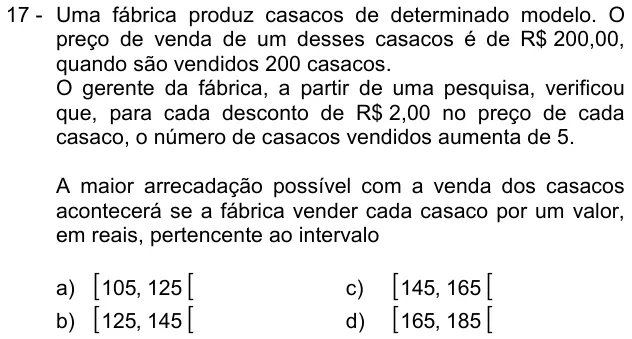 17 - Uma fábrica produz casacos de determinado modelo. O
preço de venda de um desses casacos é de R$ 200,00,
quando são vendidos 200 casacos.
O gerente da fábrica, a partir de uma pesquisa, verificou
que, para cada desconto de R$ 2,00 no preço de cada
casaco, o número de casacos vendidos aumenta de 5.
A maior arrecadação possível com a venda dos casacos
acontecerá se a fábrica vender cada casaco por um valor,
em reais, pertencente ao intervalo
a) [105, 125[ c) [145, 165[
b) [125, 145[ d) [165, 185[